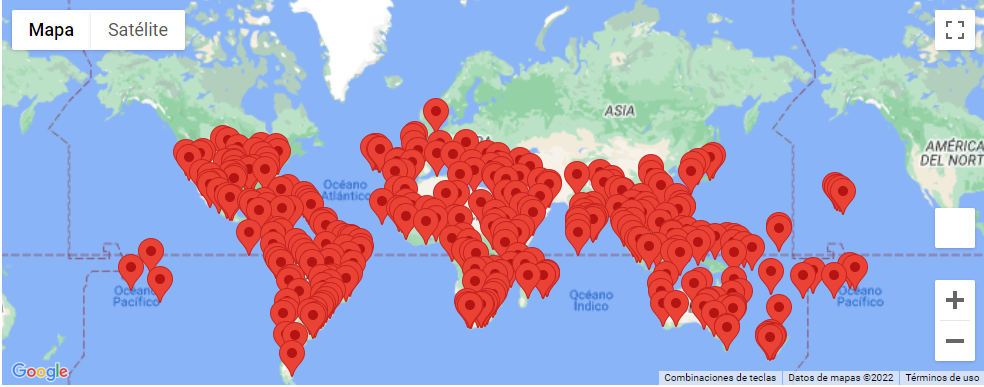 Mapa
Satélite
ASIA
AMÉRICA
DEL NORT
Océano
Atlántico
Océano
Pacífico
Océano
Índico
Océano
Pacífico
Google
Combinaciones de teclas
Datos de mapas ©2022
Términos de uso